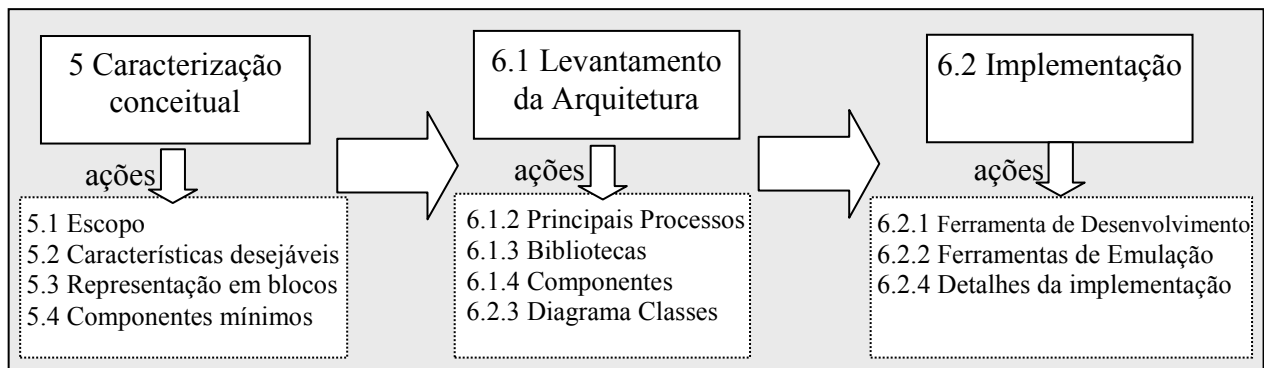 5 Caracterização
conceitual
ações
5.1 Escopo
5.2 Características desejáveis
5.3 Representação em blocos
5.4 Componentes mínimos
6.1 Levantamento
da Arquitetura
ações
6.1.2 Principais Processos
6.1.3 Bibliotecas
6.1.4 Componentes
6.2.3 Diagrama Classes
6.2 Implementação
ações
6.2.1 Ferramenta de Desenvolvimento
6.2.2 Ferramentas de Emulação
6.2.4 Detalhes da implementação